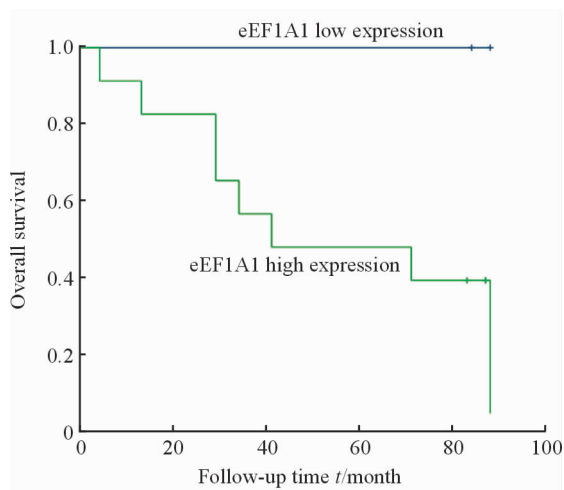 eEF1A1 low expression
1.0
0.8
0.6
0.4
0.2
0
Overall survival
eEF1A1 high expression
0 20 40 60 80 100
Follow-up time t/month